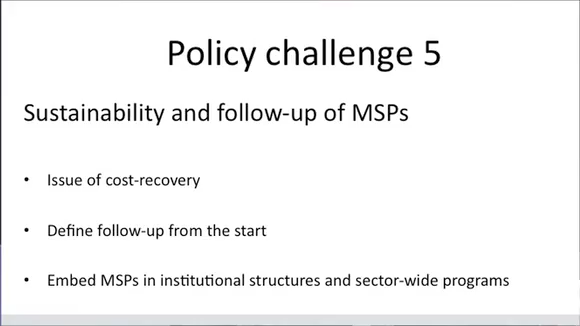 Policy challenge 5
Sustainability and follow-up of MSPs
• Issue of cost-recovery
• Define follow-up from the start
• Embed MSPs in institutional structures and sector-wide programs